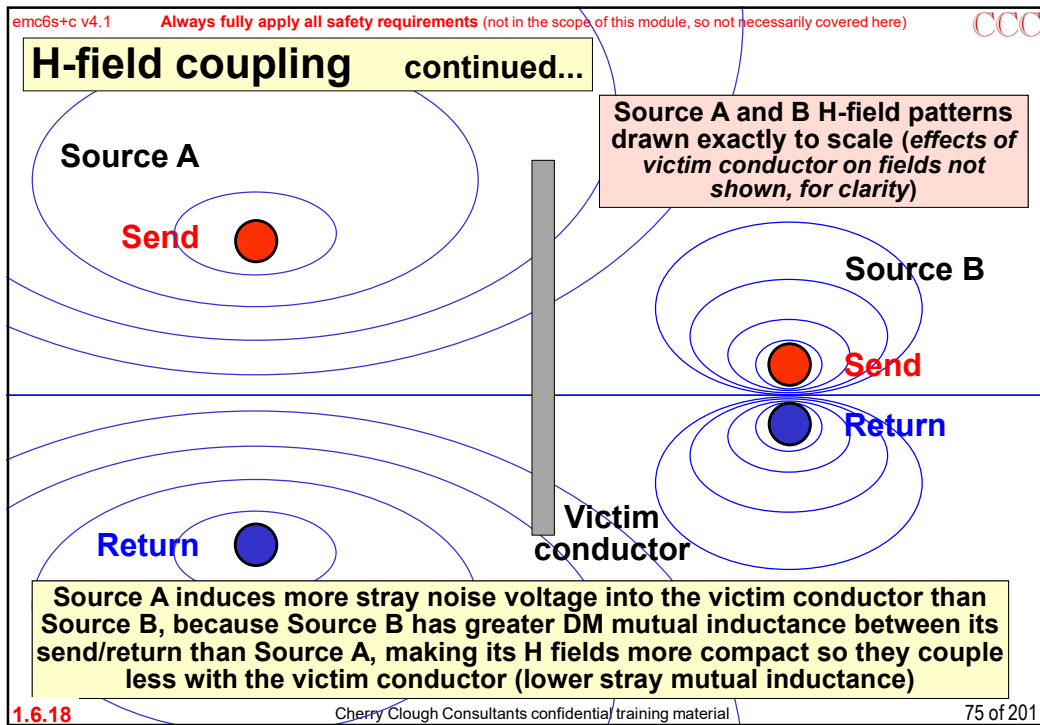 emc6s+c v4.1 Always fully apply all safety requirements (not in the scope of this module, so not necessarily covered here) CCC
H-field coupling continued...
Source A and B H-field patterns
drawn exactly to scale (effects of
victim conductor on fields not
shown, for clarity)
Source A
Send
Source B
Send
Return
Victim
conductor
Return
Source A induces more stray noise voltage into the victim conductor than
Source B, because Source B has greater DM mutual inductance between its
send/return than Source A, making its H fields more compact so they couple
less with the victim conductor (lower stray mutual inductance)
1.6.18 Cherry Clough Consultants confidential training material 75 of 201